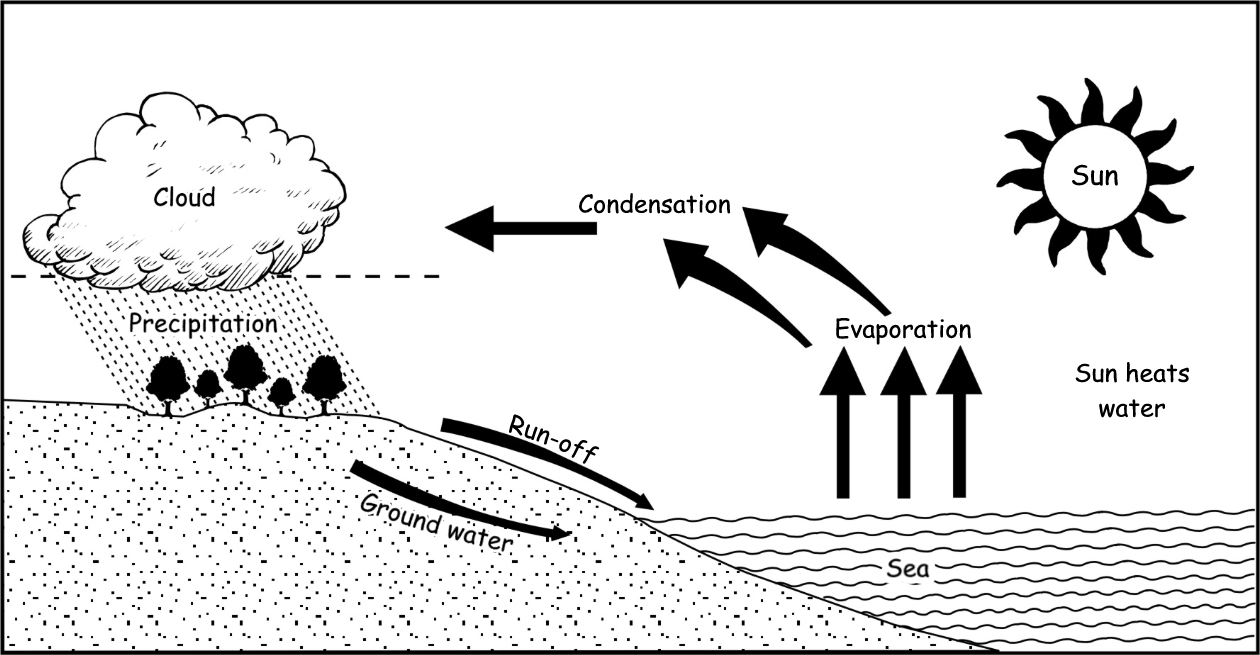 Sun
Cloud
Condensation
Precipitation
Evaporation
Sun heats
water
Run-off
Ground water
Sea